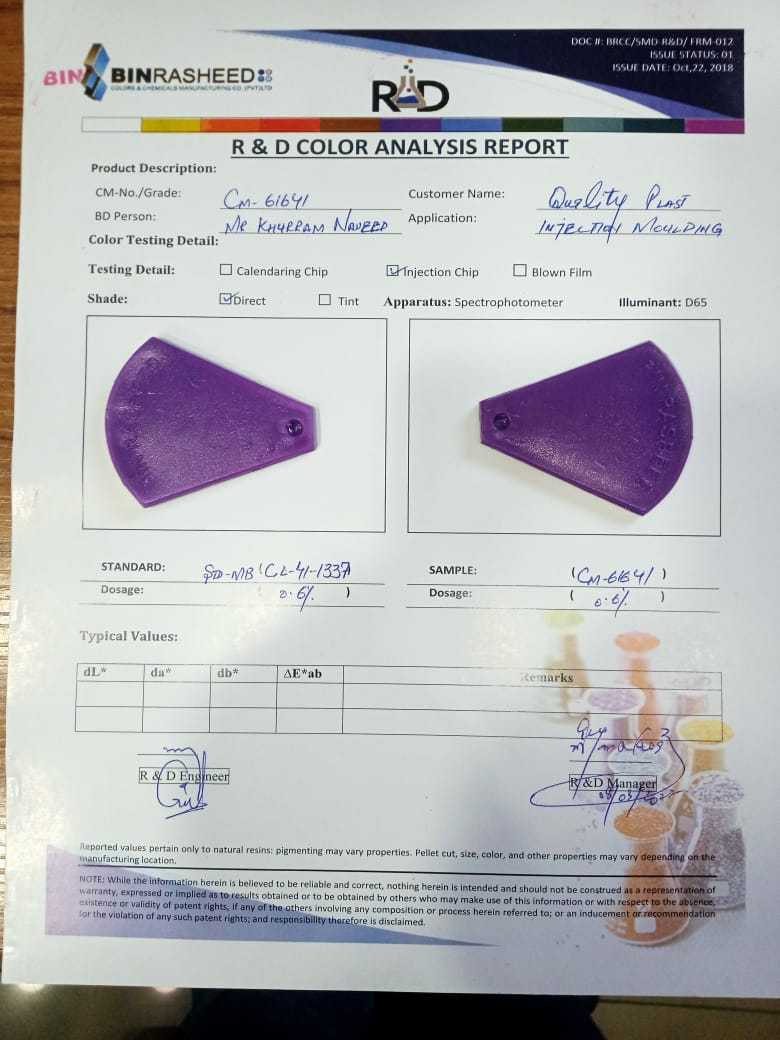 DOC #: BRCC/SMD-R&D/ FRM-012
ISSUE STATUS: 01
ISSUE DATE: Oct,22, 2018
BIN BINRASHEED
COLORS & CHEMICALS MANUFACTURING CO. (PVT)LTD
R&D
R & D COLOR ANALYSIS REPORT
Product Description:
CM-No./Grade: CM-61641 Customer Name: Quality Plast
BD Person: Mr Khurram Naveed Application: Injection Moulding
Color Testing Detail:
Testing Detail: Calendaring Chip Injection Chip Blown Film
Shade: Direct Tint Apparatus: Spectrophotometer Illuminant: D65
STANDARD: STD-MB (CL-41-1337) SAMPLE: (CM-61641)
Dosage: ( 0.6% ) Dosage: ( 0.6% )
Typical Values:
dL* da* db* ΔE*ab Remarks
R & D Engineer R &D Manager
Reported values pertain only to natural resins: pigmenting may vary properties. Pellet cut, size, color, and other properties may vary depending on the
manufacturing location.
NOTE: While the information herein is believed to be reliable and correct, nothing herein is intended and should not be construed as a representation of
warranty, expressed or implied as to results obtained or to be obtained by others who may make use of this information or with respect to the absence,
existence or validity of patent rights, if any of the others involving any composition or process herein referred to; or an inducement or recommendation
for the violation of any such patent rights; and responsibility therefore is disclaimed.